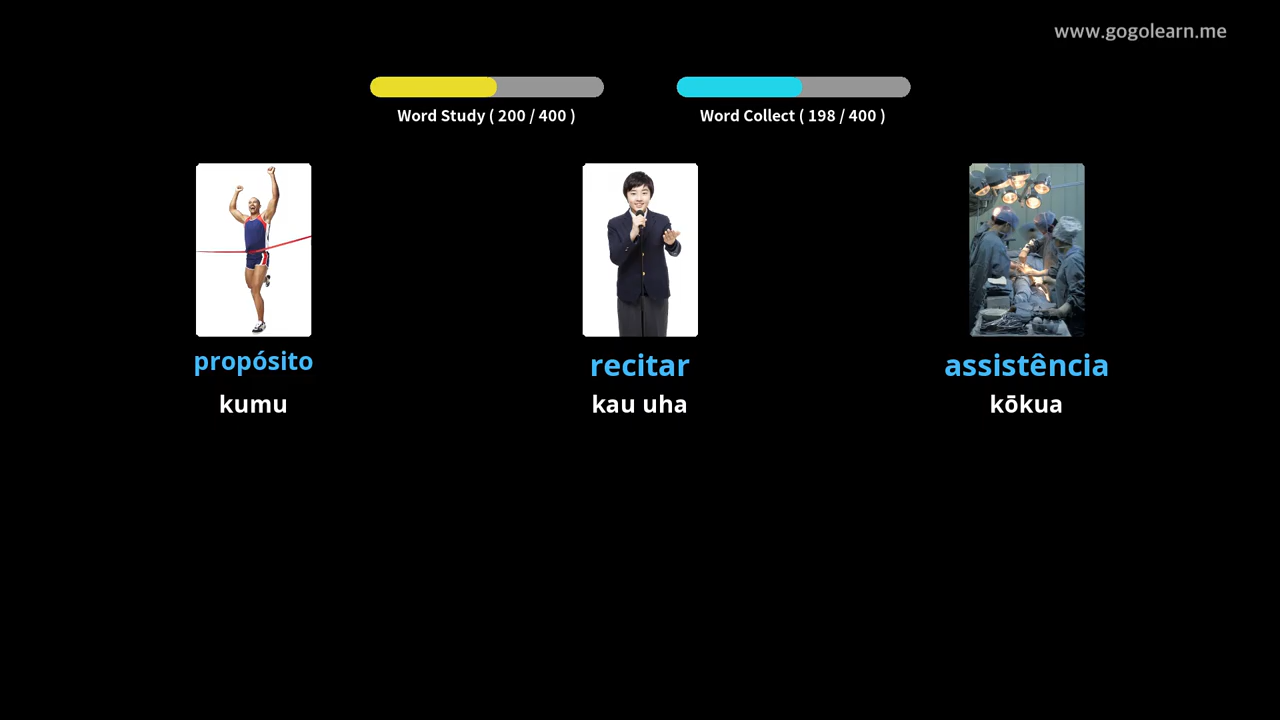 www.gogolearn.me
Word Study ( 200 / 400 )
Word Collect ( 198 / 400 )
propósito
recitar
assistência
kumu
kau uha
kōkua